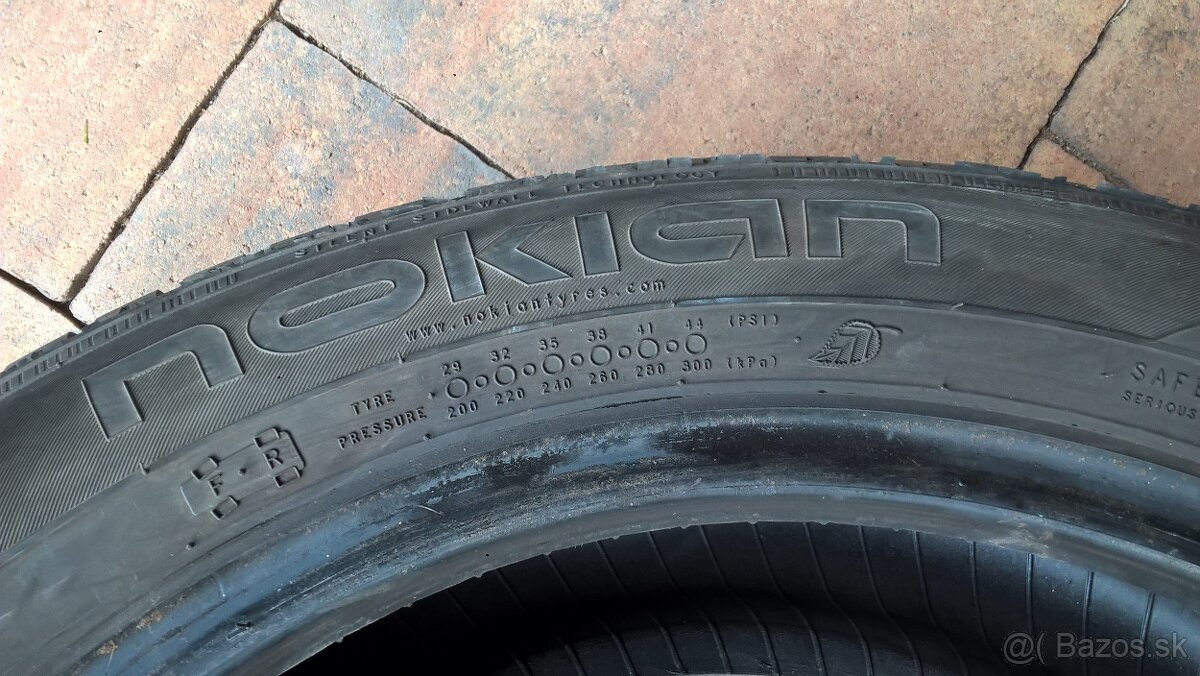 SILENT SIDEWALL TECHNOLOGY
nokian
www.nokiantyres.com
29 32 35 38 41 44 (PSI)
TYRE
PRESSURE
200 220 240 260 280 300 (kPa)
F R
SAF
SERIOUS
@( Bazos.sk